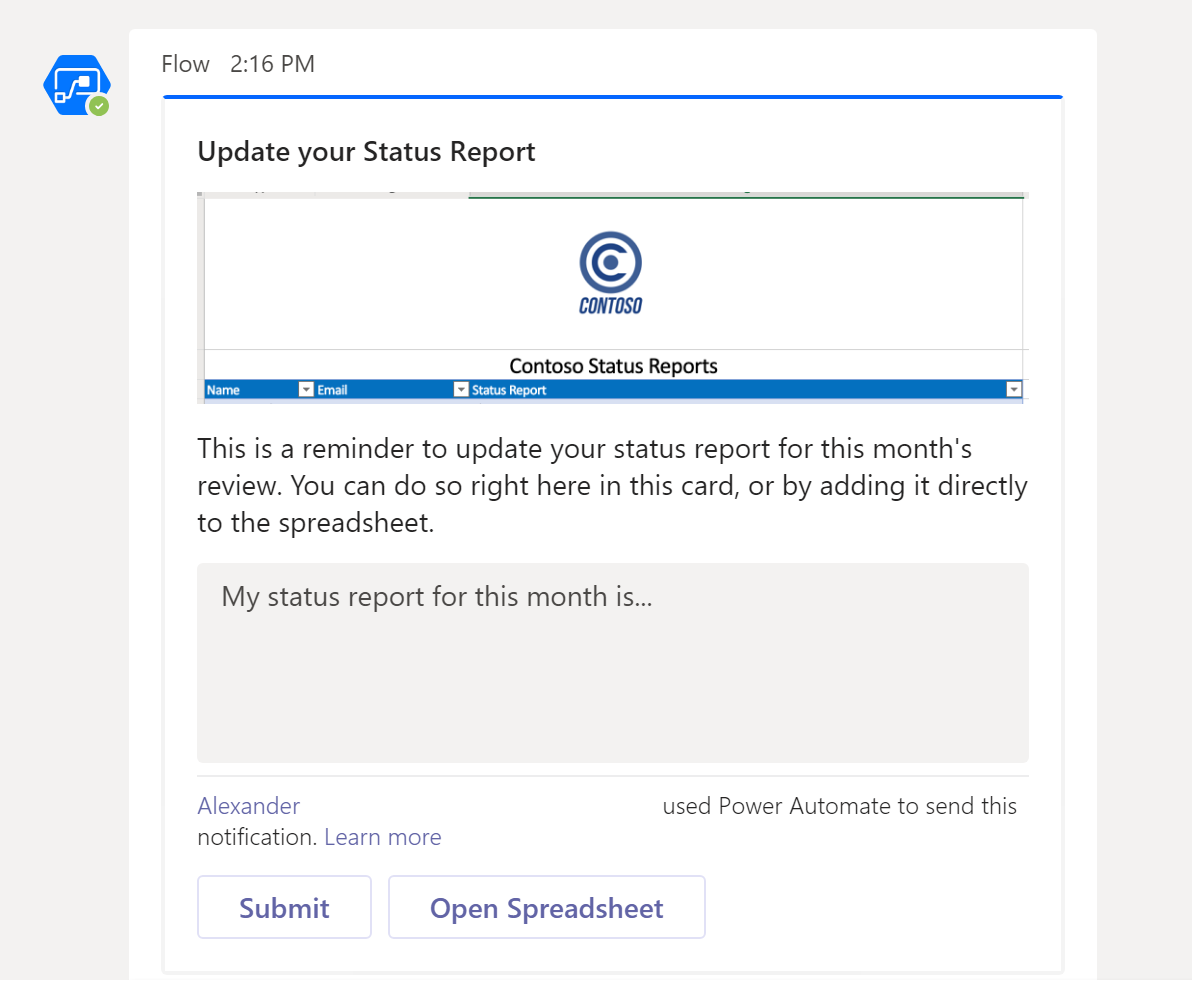 Flow 2:16 PM
Update your Status Report
CONTOSO
Contoso Status Reports
Name Email Status Report
This is a reminder to update your status report for this month's
review. You can do so right here in this card, or by adding it directly
to the spreadsheet.
My status report for this month is...
Alexander used Power Automate to send this
notification. Learn more
Submit Open Spreadsheet